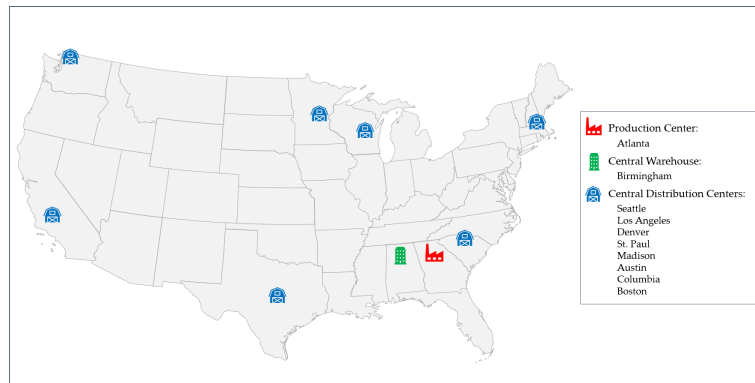 Production Center:
Atlanta
Central Warehouse:
Birmingham
Central Distribution Centers:
Seattle
Los Angeles
Denver
St. Paul
Madison
Austin
Columbia
Boston